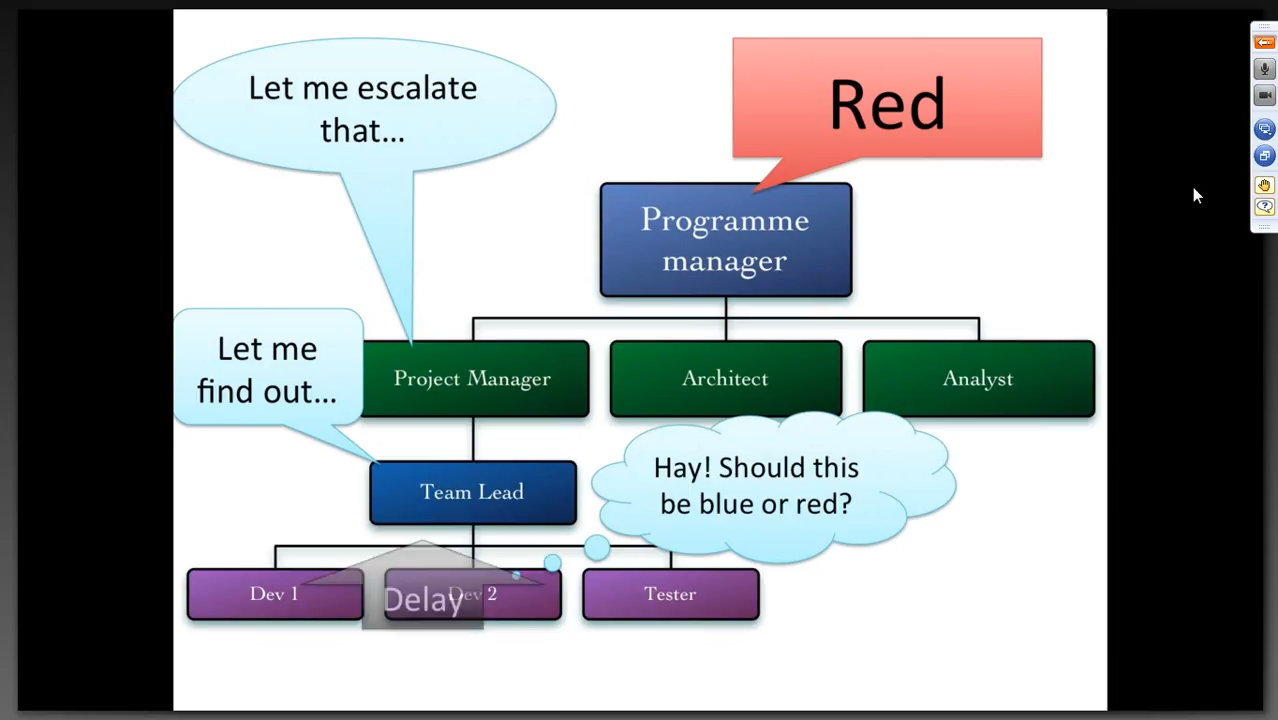 Let me escalate
that...
Red
Programme
manager
Let me
find out...
Project Manager
Architect
Analyst
Hay! Should this
be blue or red?
Team Lead
Dev 1
Dev 2
Tester
Delay